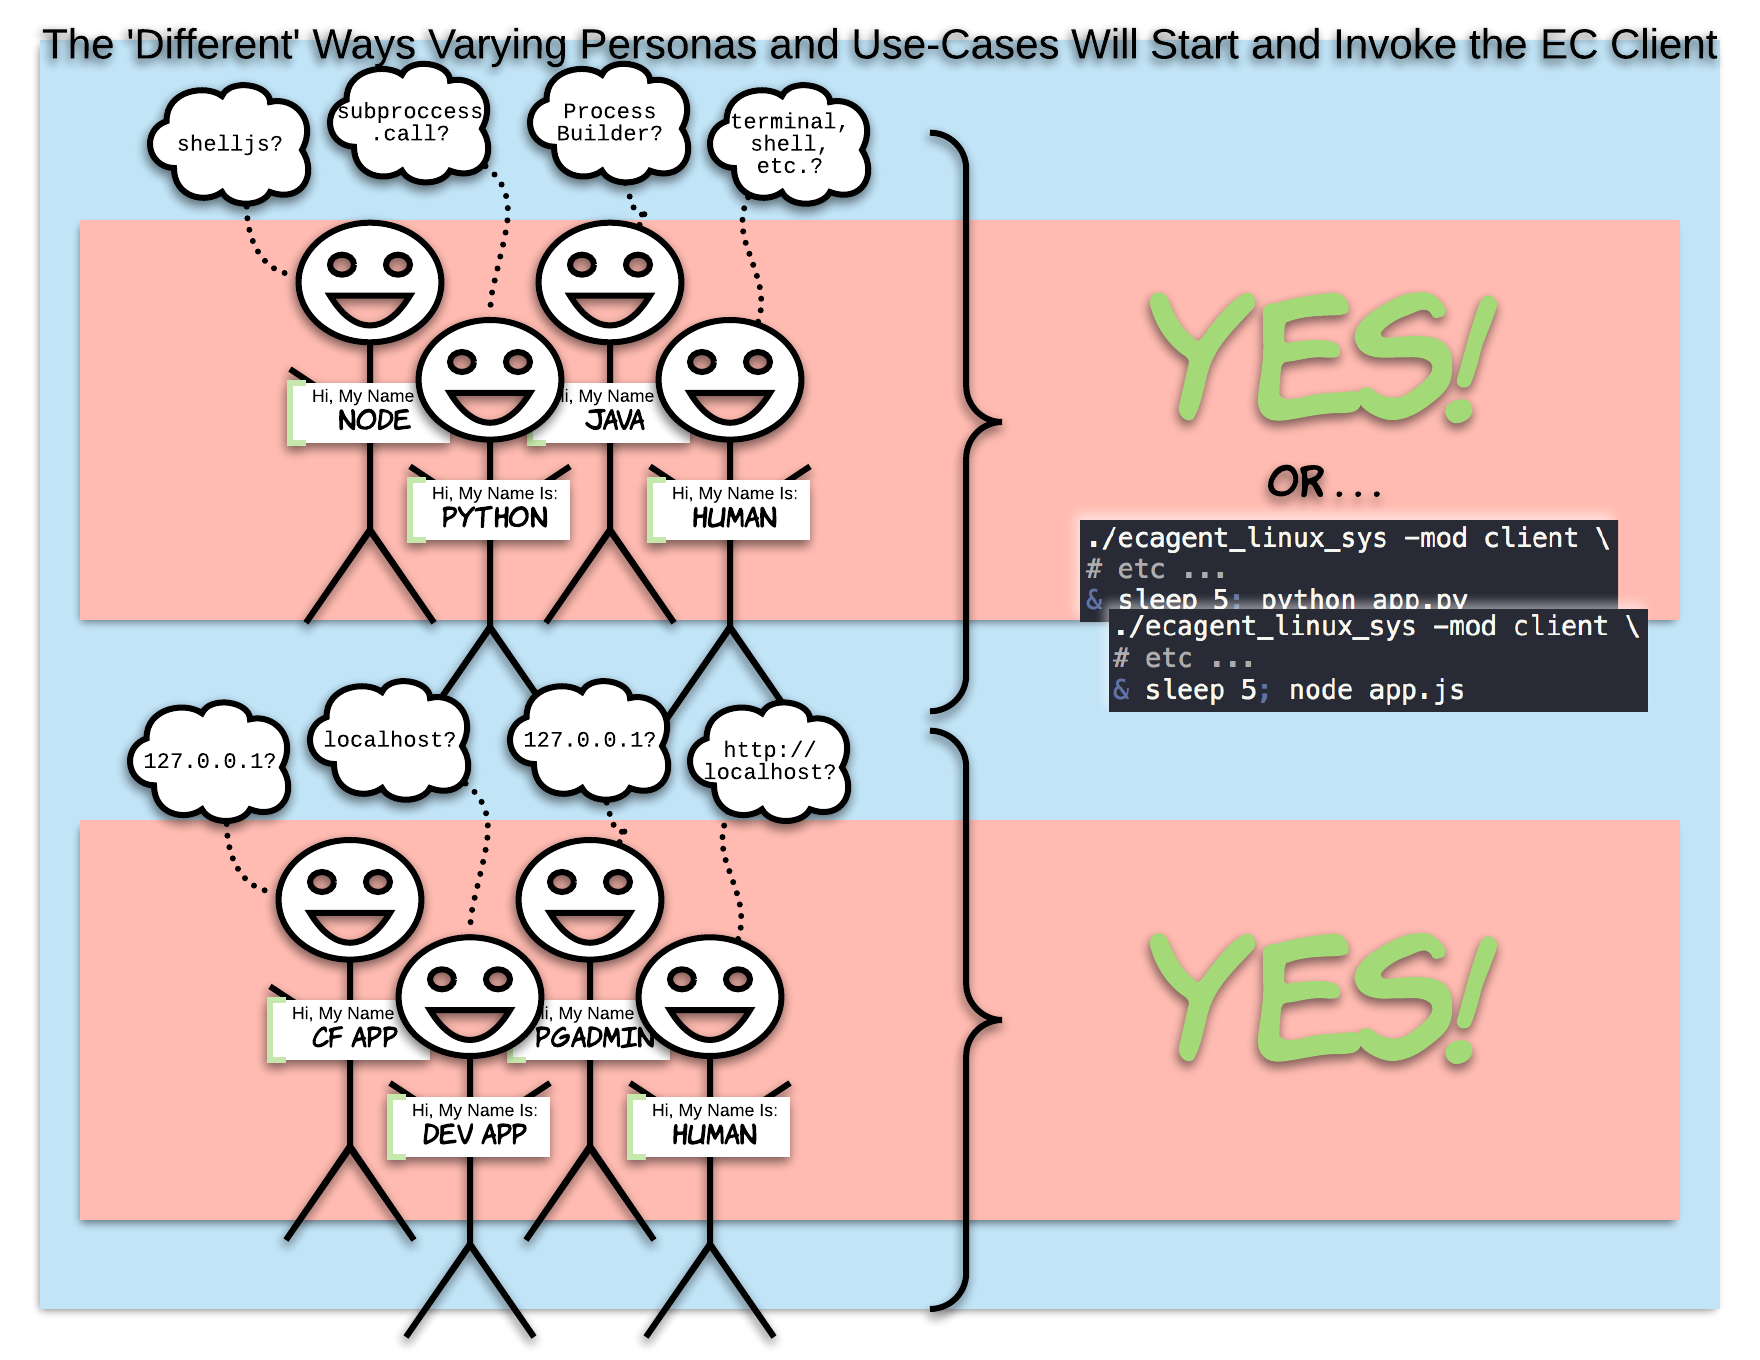 The 'Different' Ways Varying Personas and Use-Cases Will Start and Invoke the EC Client
shelljs?
subproccess
.call?
Process
Builder?
terminal,
shell,
etc.?
Hi, My Name
NODE
Hi, My Name Is:
PYTHON
i, My Name
JAVA
Hi, My Name Is:
HUMAN
YES!
OR...
./ecagent_linux_sys -mod client \
# etc ...
& sleep 5; python app.py
./ecagent_linux_sys -mod client \
# etc ...
& sleep 5; node app.js
127.0.0.1?
localhost?
127.0.0.1?
http://
localhost?
Hi, My Name
CF APP
Hi, My Name Is:
DEV APP
i, My Name
PGADMIN
Hi, My Name Is:
HUMAN
YES!